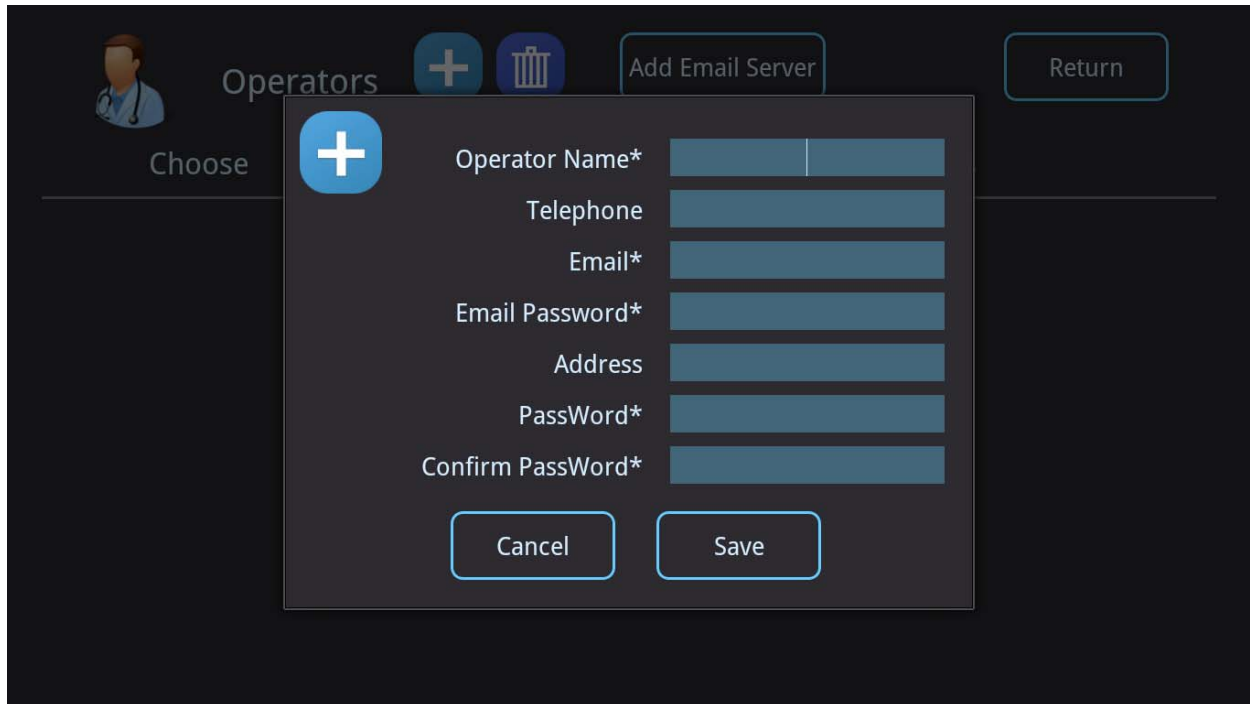 Operators
Add Email Server
Return
Choose
Operator Name*
Telephone
Email*
Email Password*
Address
PassWord*
Confirm PassWord*
Cancel
Save